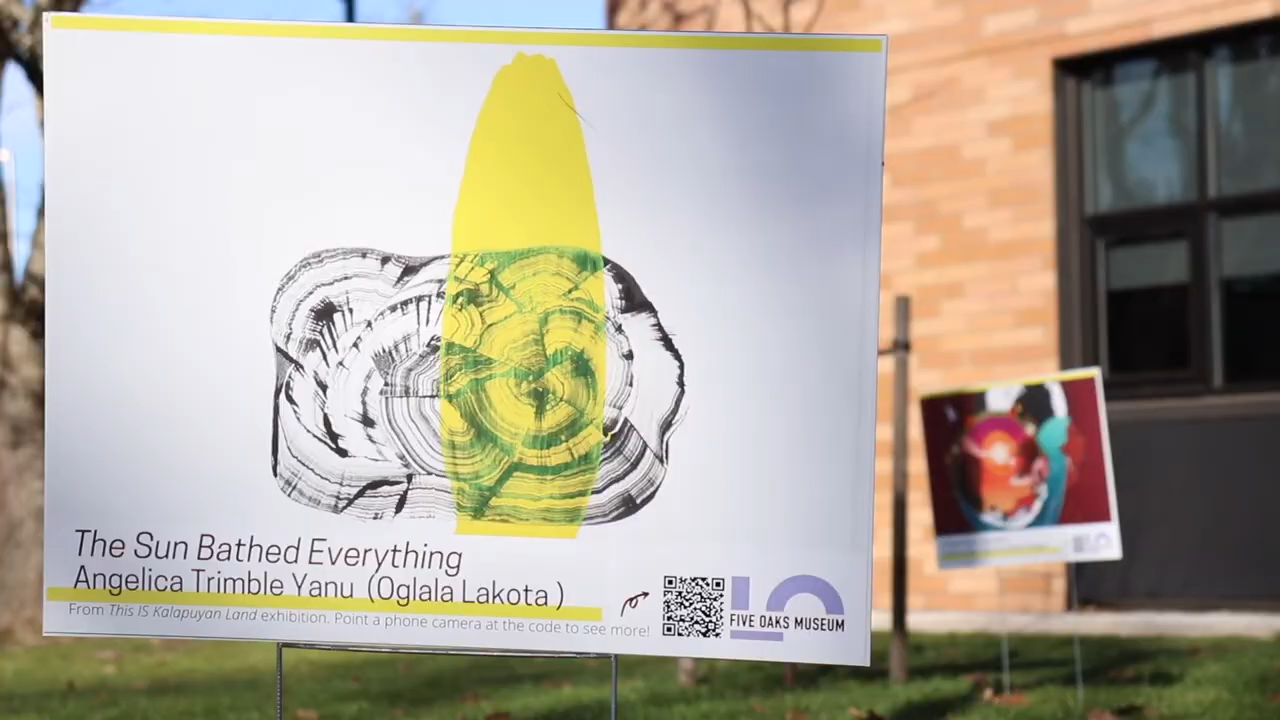 The Sun Bathed Everything
Angelica Trimble Yanu (Oglala Lakota )
From This IS Kalapuyan Land exhibition. Point a phone camera at the code to see more!
FIVE OAKS MUSEUM